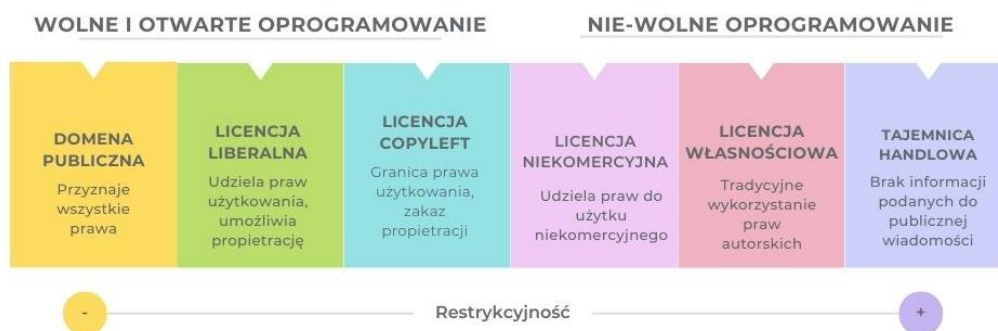 WOLNE I OTWARTE OPROGRAMOWANIE
NIE-WOLNE OPROGRAMOWANIE
DOMENA
PUBLICZNA
Przyznaje
wszystkie
prawa
LICENCJA
LIBERALNA
Udziela praw
użytkowania,
umożliwia
propietrację
LICENCJA
COPYLEFT
Granica prawa
użytkowania,
zakaz
propietracji
LICENCJA
NIEKOMERCYJNA
Udziela praw do
użytku
niekomercyjnego
LICENCJA
WŁASNOŚCIOWA
Tradycyjne
wykorzystanie
praw
autorskich
TAJEMNICA
HANDLOWA
Brak informacji
podanych do
publicznej
wiadomości
- Restrykcyjność +